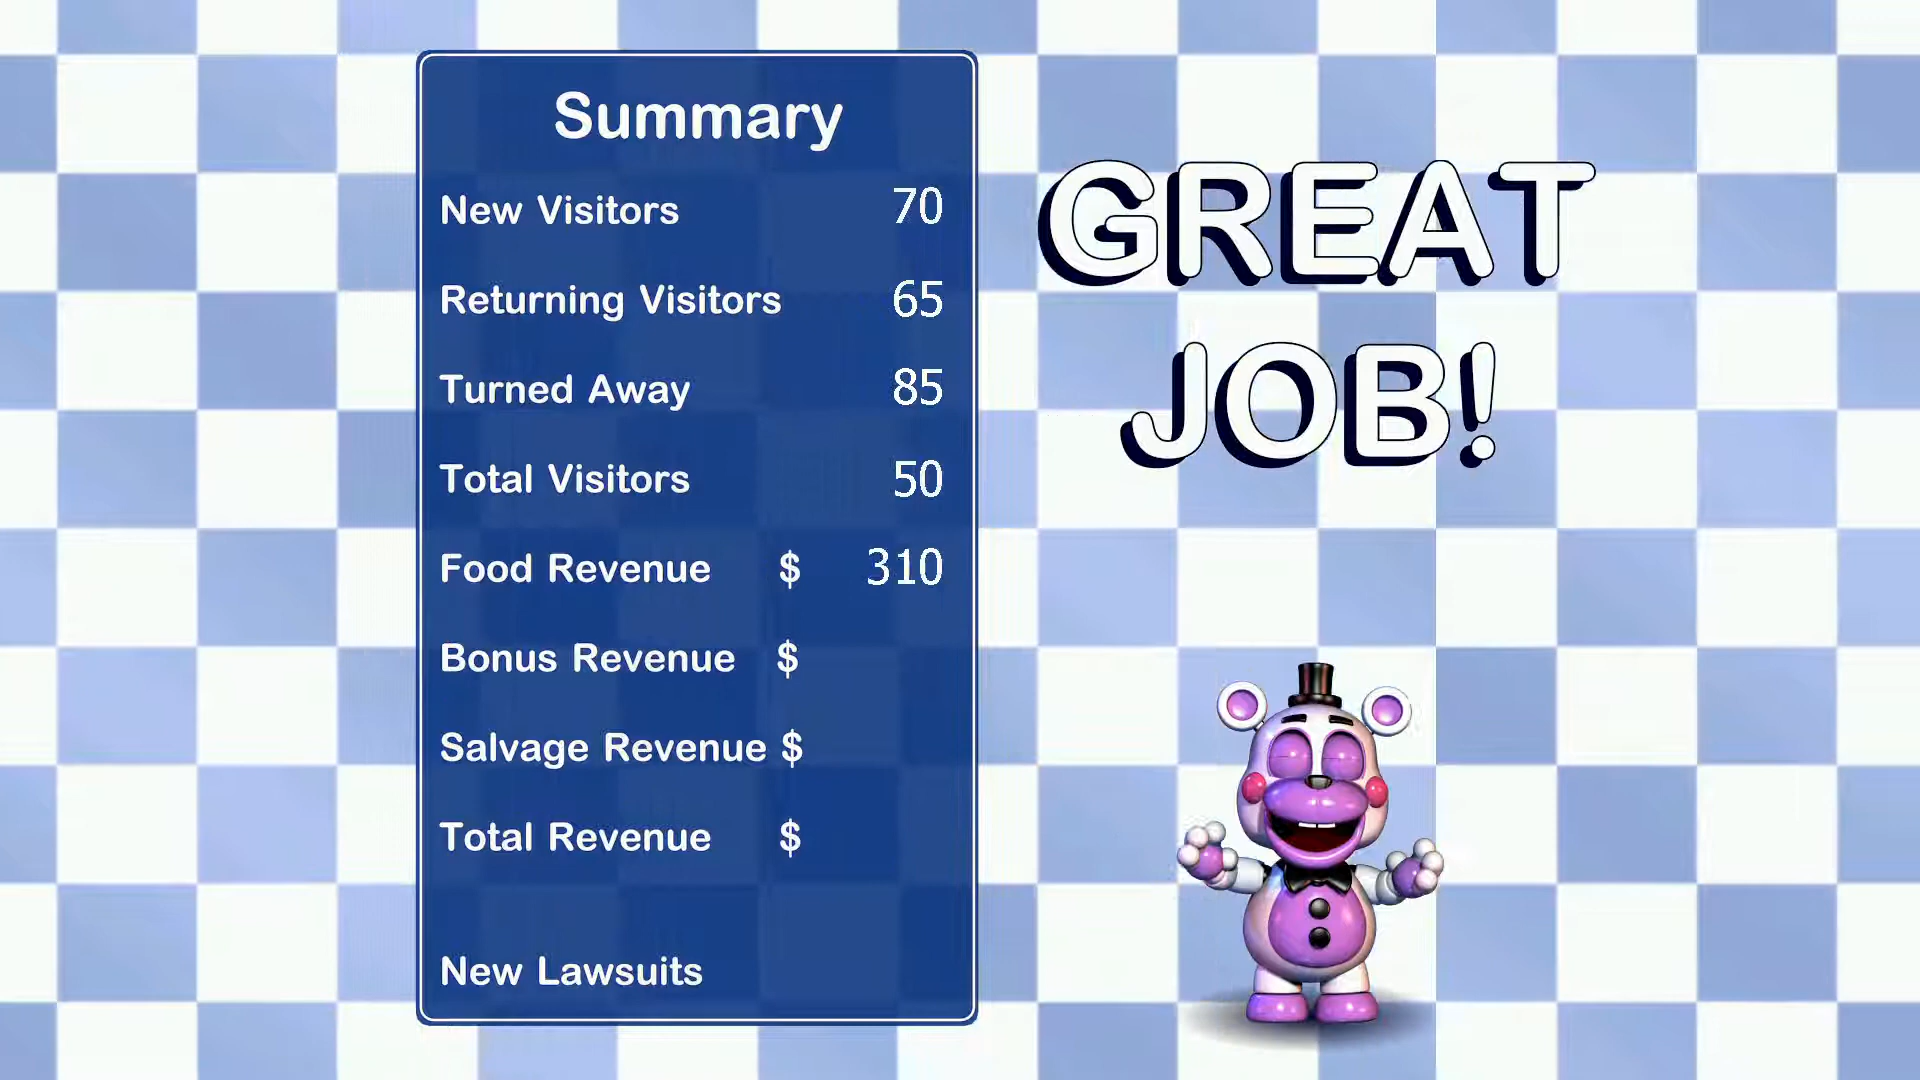 Summary
New Visitors 70
Returning Visitors 65
Turned Away 85
Total Visitors 50
Food Revenue $ 310
Bonus Revenue $
Salvage Revenue $
Total Revenue $
New Lawsuits
GREAT
JOB!